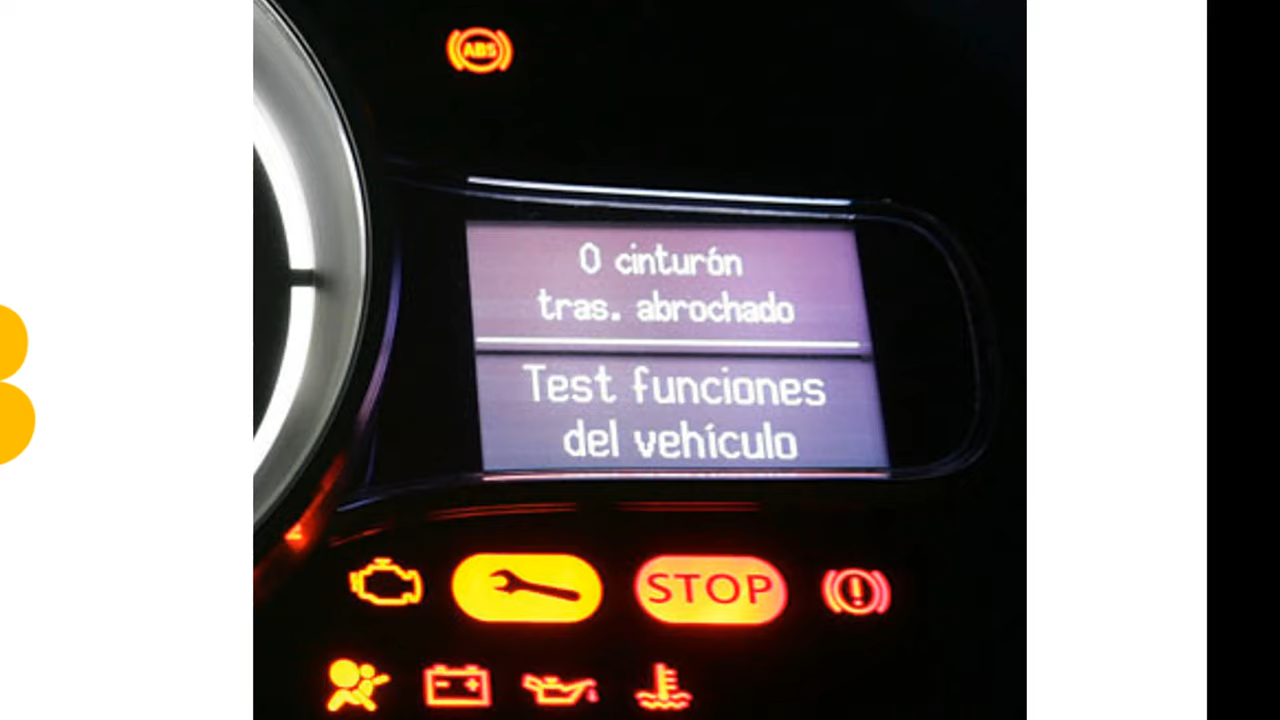 ABS
0 cinturón
tras. abrochado
Test funciones
del vehículo
STOP